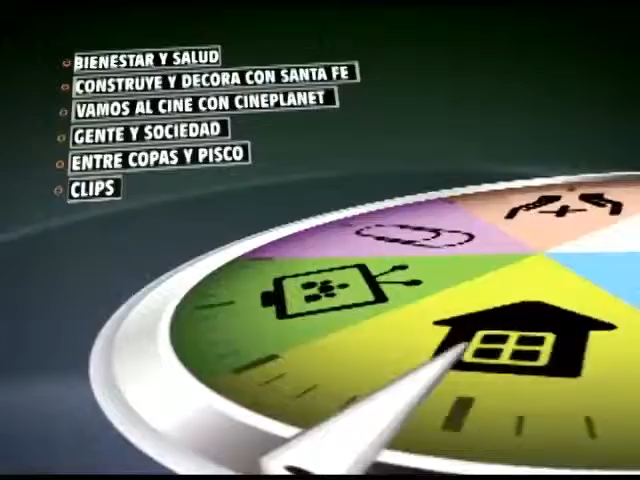 BIENESTAR Y SALUD
CONSTRUYE Y DECORA CON SANTA FE
VAMOS AL CINE CON CINEPLANET
GENTE Y SOCIEDAD
ENTRE COPAS Y PISCO
CLIPS